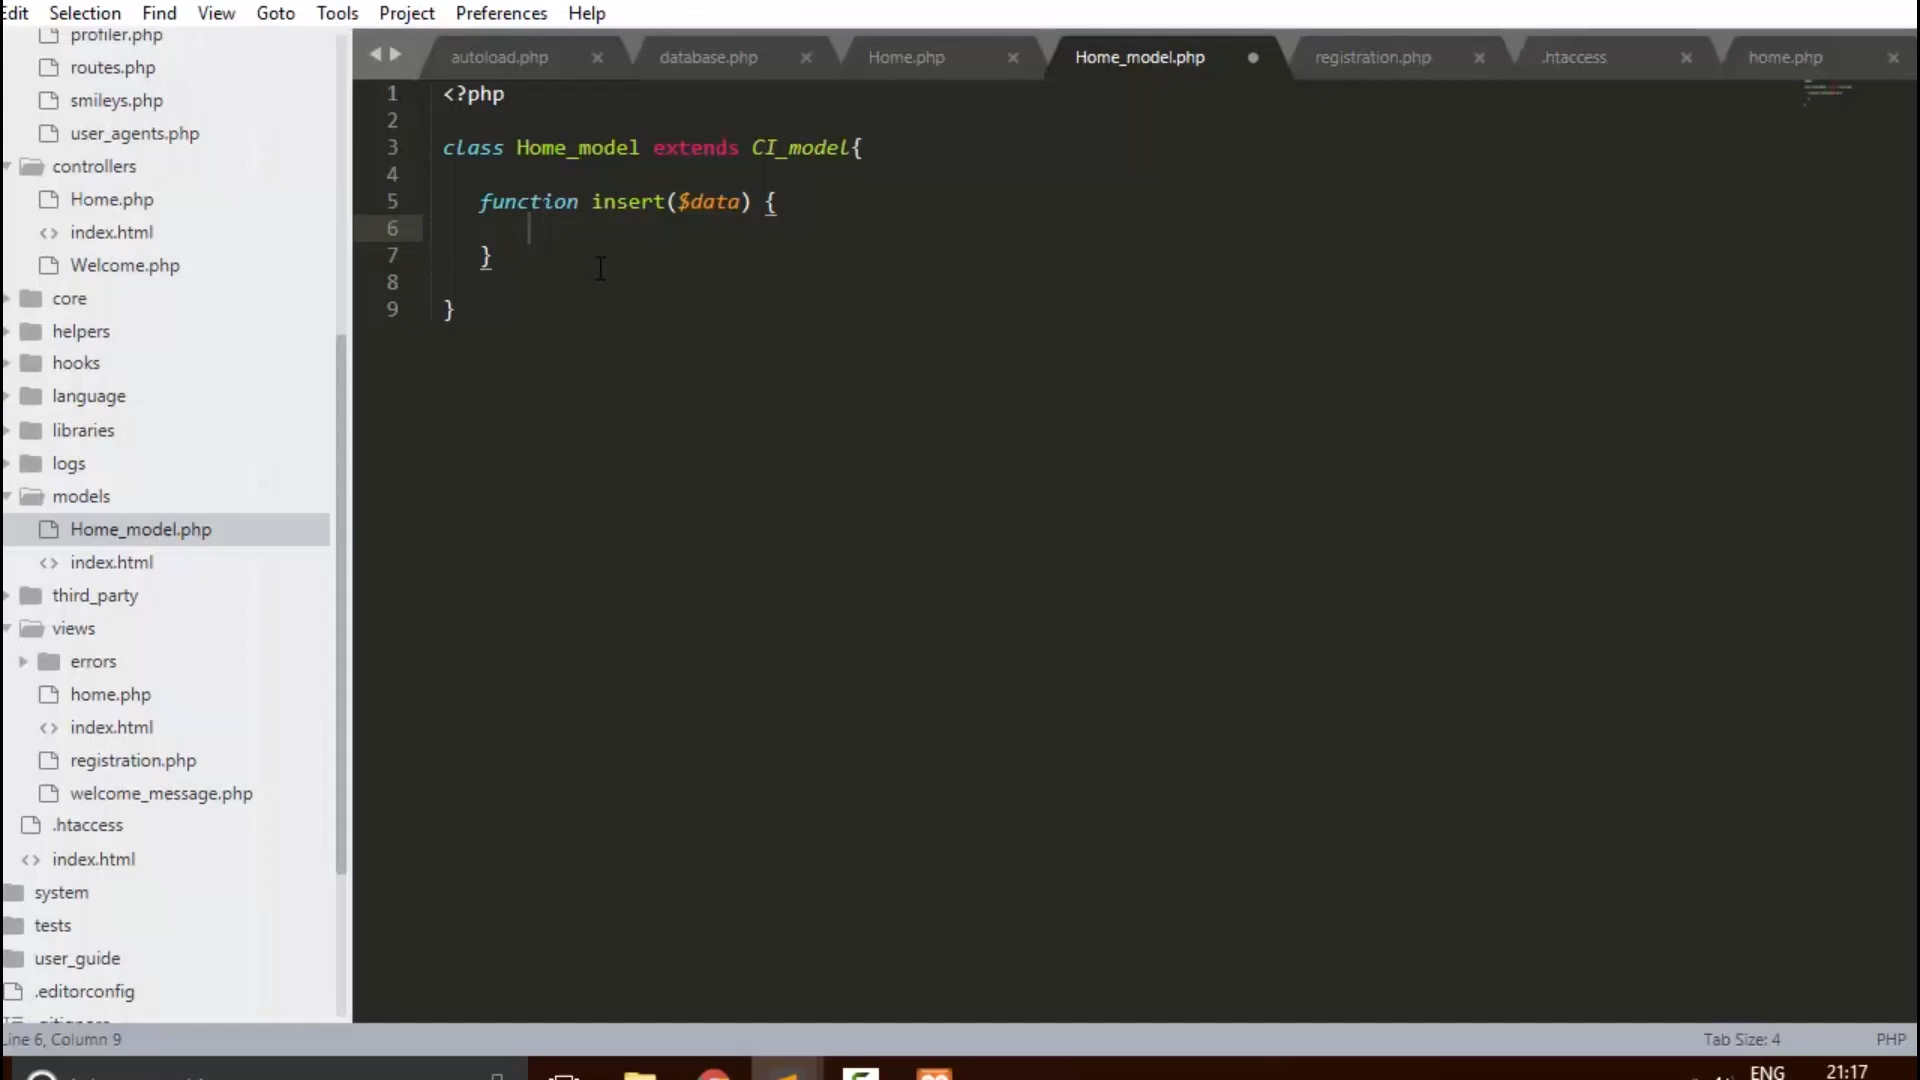 Edit Selection Find View Goto Tools Project Preferences Help
profiler.php
routes.php
smileys.php
user_agents.php
controllers
Home.php
<> index.html
Welcome.php
core
helpers
hooks
language
libraries
logs
models
Home_model.php
<> index.html
third_party
views
errors
home.php
<> index.html
registration.php
welcome_message.php
.htaccess
<> index.html
system
tests
user_guide
.editorconfig
.gitignore
autoload.php × database.php × Home.php × Home_model.php registration.php × .htaccess × home.php ×
1 <?php
2
3 class Home_model extends CI_model{
4
5 function insert($data) {
6
7 }
8
9 }
Line 6, Column 9 Tab Size: 4 PHP
ENG 21:17